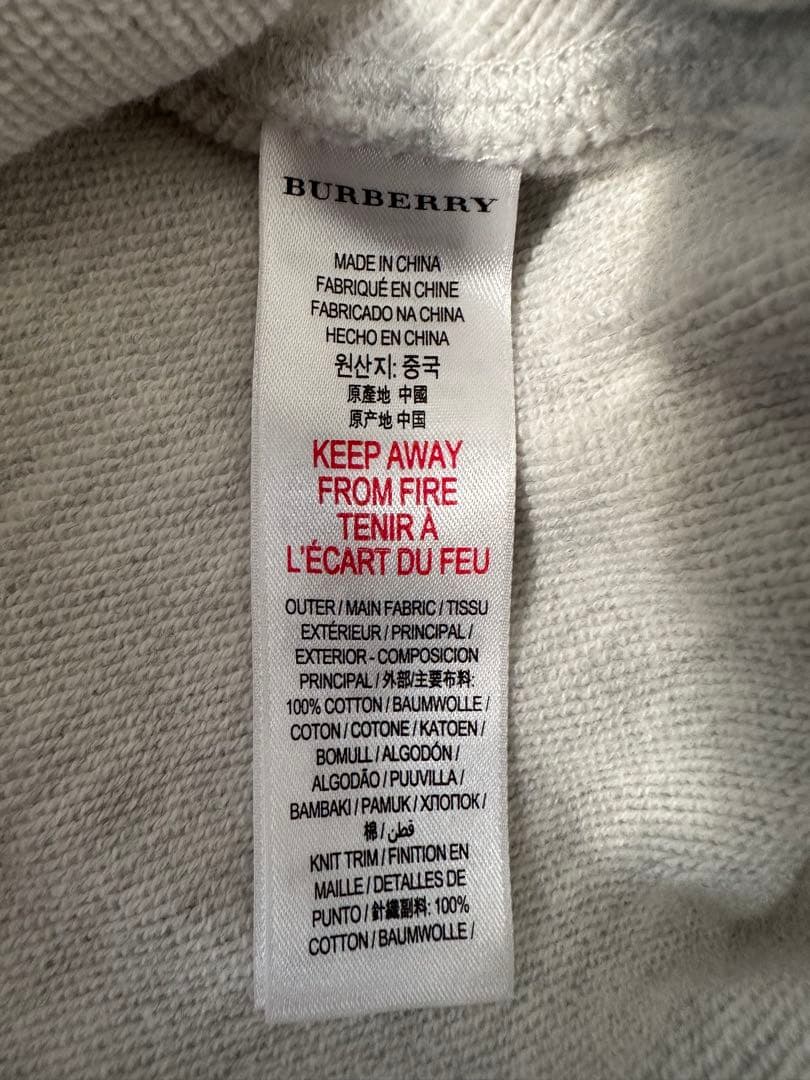 BURBERRY
MADE IN CHINA
FABRIQUÉ EN CHINE
FABRICADO NA CHINA
HECHO EN CHINA
원산지: 중국
原產地 中國
原产地 中国
KEEP AWAY
FROM FIRE
TENIR À
L'ÉCART DU FEU
OUTER / MAIN FABRIC / TISSU
EXTÉRIEUR / PRINCIPAL /
EXTERIOR - COMPOSICION
PRINCIPAL / 外部/主要布料:
100% COTTON / BAUMWOLLE /
COTON / COTONE / KATOEN /
BOMULL / ALGODÓN /
ALGODÃO / PUUVILLA /
BAMBAKI / PAMUK / ХЛОПОК /
棉 / قطن
KNIT TRIM / FINITION EN
MAILLE / DETALLES DE
PUNTO / 針織副料: 100%
COTTON / BAUMWOLLE /